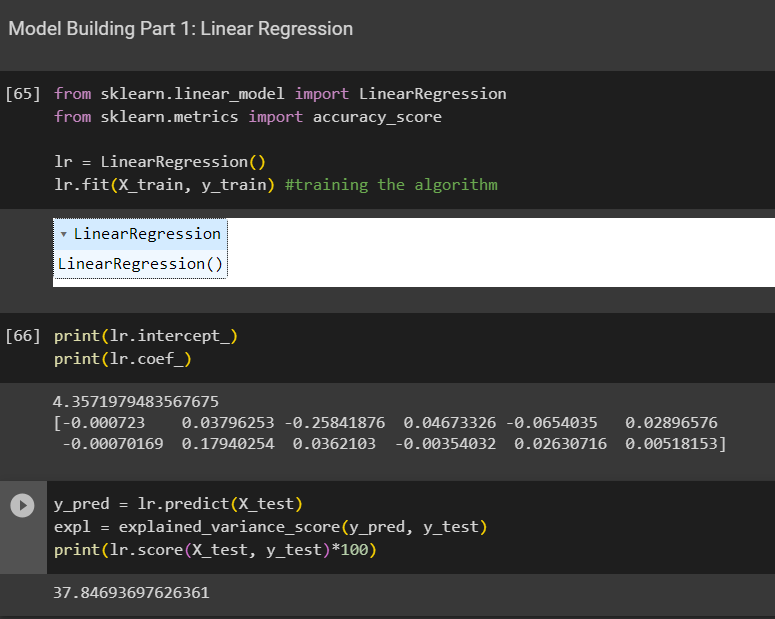 Model Building Part 1: Linear Regression
[65] from sklearn.linear_model import LinearRegression
from sklearn.metrics import accuracy_score
lr = LinearRegression()
lr.fit(X_train, y_train) #training the algorithm
▾ LinearRegression
LinearRegression()
[66] print(lr.intercept_)
print(lr.coef_)
4.3571979483567675
[-0.000723    0.03796253 -0.25841876  0.04673326 -0.0654035   0.02896576
 -0.00070169  0.17940254  0.0362103  -0.00354032  0.02630716  0.00518153]
y_pred = lr.predict(X_test)
expl = explained_variance_score(y_pred, y_test)
print(lr.score(X_test, y_test)*100)
37.84693697626361